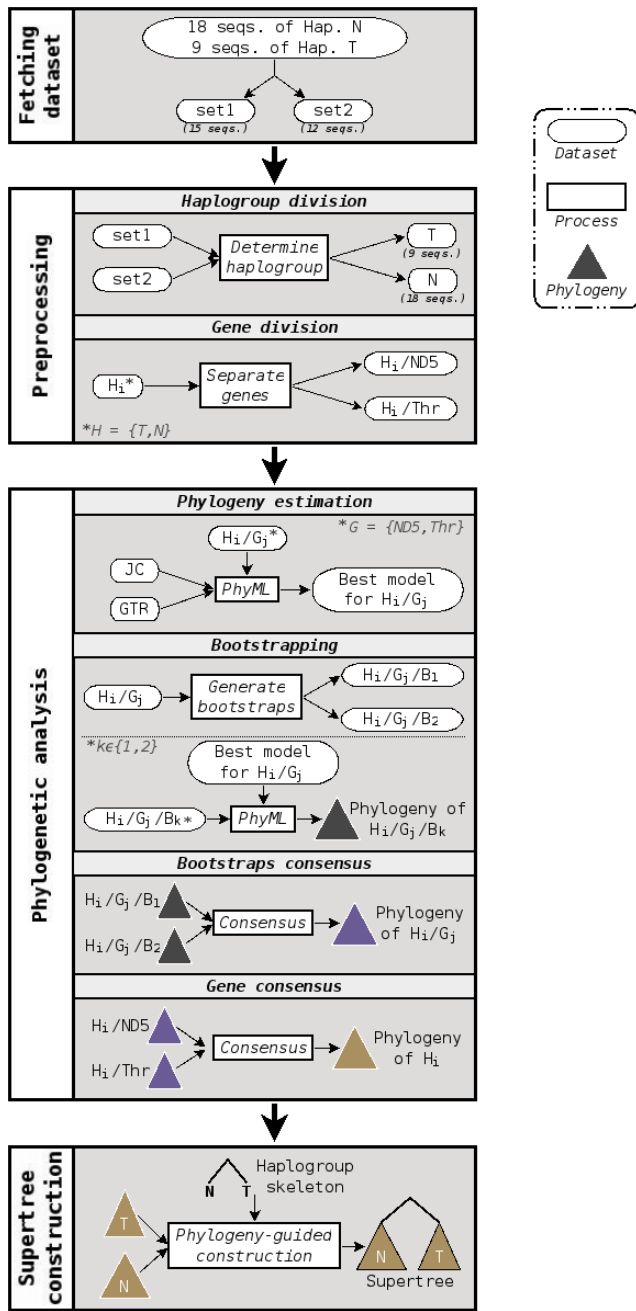 Fetching dataset
18 seqs. of Hap. N
9 seqs. of Hap. T
set1
(15 seqs.)
set2
(12 seqs.)
Dataset
Process
Phylogeny
Preprocessing
Haplogroup division
set1
set2
Determine
haplogroup
T
(9 seqs.)
N
(18 seqs.)
Gene division
Hi*
Separate
genes
Hi/ND5
Hi/Thr
*H = {T,N}
Phylogenetic analysis
Phylogeny estimation
*G = {ND5,Thr}
Hi/Gj*
JC
GTR
PhyML
Best model
for Hi/Gj
Bootstrapping
Hi/Gj
Generate
bootstraps
Hi/Gj/B1
Hi/Gj/B2
*kϵ{1,2}
Best model
for Hi/Gj
Hi/Gj/Bk*
PhyML
Phylogeny of
Hi/Gj/Bk
Bootstraps consensus
Hi/Gj/B1
Hi/Gj/B2
Consensus
Phylogeny
of Hi/Gj
Gene consensus
Hi/ND5
Hi/Thr
Consensus
Phylogeny
of Hi
Supertree
construction
N T
Haplogroup
skeleton
T
N
Phylogeny-guided
construction
N T
Supertree